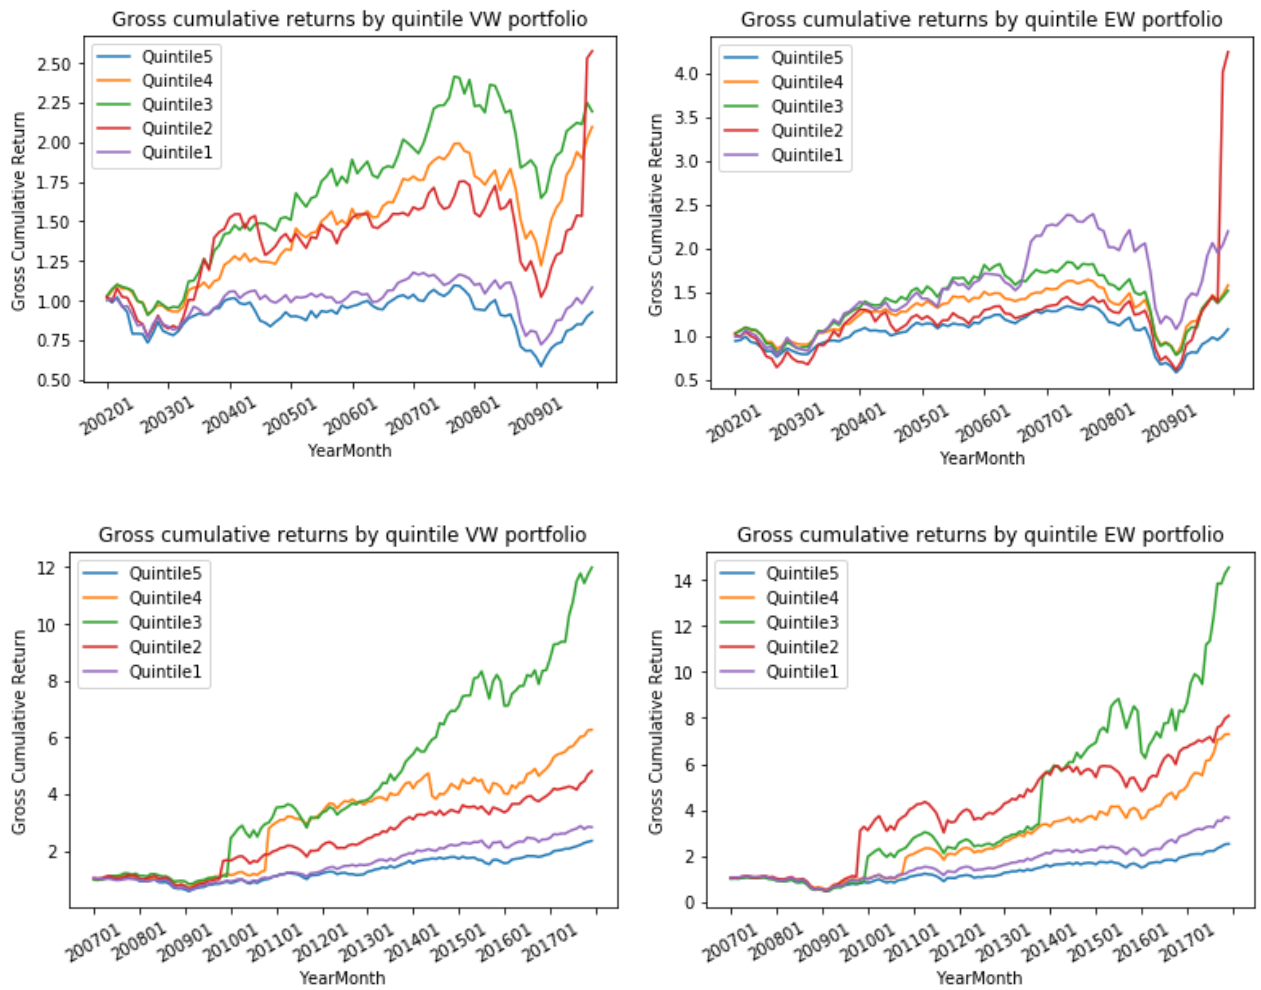 Gross cumulative returns by quintile VW portfolio
Gross Cumulative Return
2.50
2.25
2.00
1.75
1.50
1.25
1.00
0.75
0.50
Quintile5
Quintile4
Quintile3
Quintile2
Quintile1
200201
200301
200401
200501
200601
200701
200801
200901
YearMonth
Gross cumulative returns by quintile EW portfolio
Gross Cumulative Return
4.0
3.5
3.0
2.5
2.0
1.5
1.0
0.5
Quintile5
Quintile4
Quintile3
Quintile2
Quintile1
200201
200301
200401
200501
200601
200701
200801
200901
YearMonth
Gross cumulative returns by quintile VW portfolio
Gross Cumulative Return
12
10
8
6
4
2
Quintile5
Quintile4
Quintile3
Quintile2
Quintile1
200701
200801
200901
201001
201101
201201
201301
201401
201501
201601
201701
YearMonth
Gross cumulative returns by quintile EW portfolio
Gross Cumulative Return
14
12
10
8
6
4
2
0
Quintile5
Quintile4
Quintile3
Quintile2
Quintile1
200701
200801
200901
201001
201101
201201
201301
201401
201501
201601
201701
YearMonth